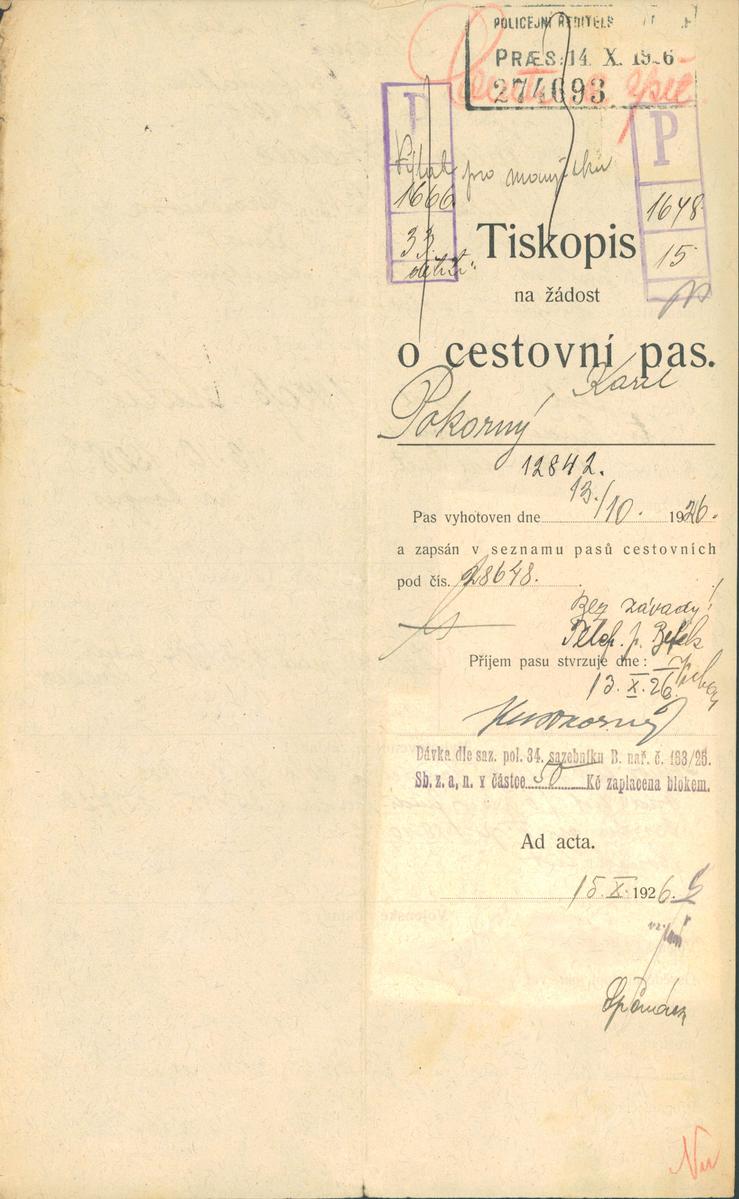 POLICEJNÍ ŘEDITELS
PRÆS: 14. X. 1926
274693
P
P
pro
1666
1648
33
15
Tiskopis
na žádost
o cestovní pas.
Karel
Pokorný
12842.
13./10.
Pas vyhotoven dne 1926.
a zapsán v seznamu pasů cestovních
pod čís. 28648.
Bez závady!
Příjem pasu stvrzuje dne:
13. X. 26
Dávka dle saz. pol. 34. sazebníku B. nař. č. 183/25.
Sb. z. a. n. v částce 50 Kč zaplacena blokem.
Ad acta.
15. X. 1926.